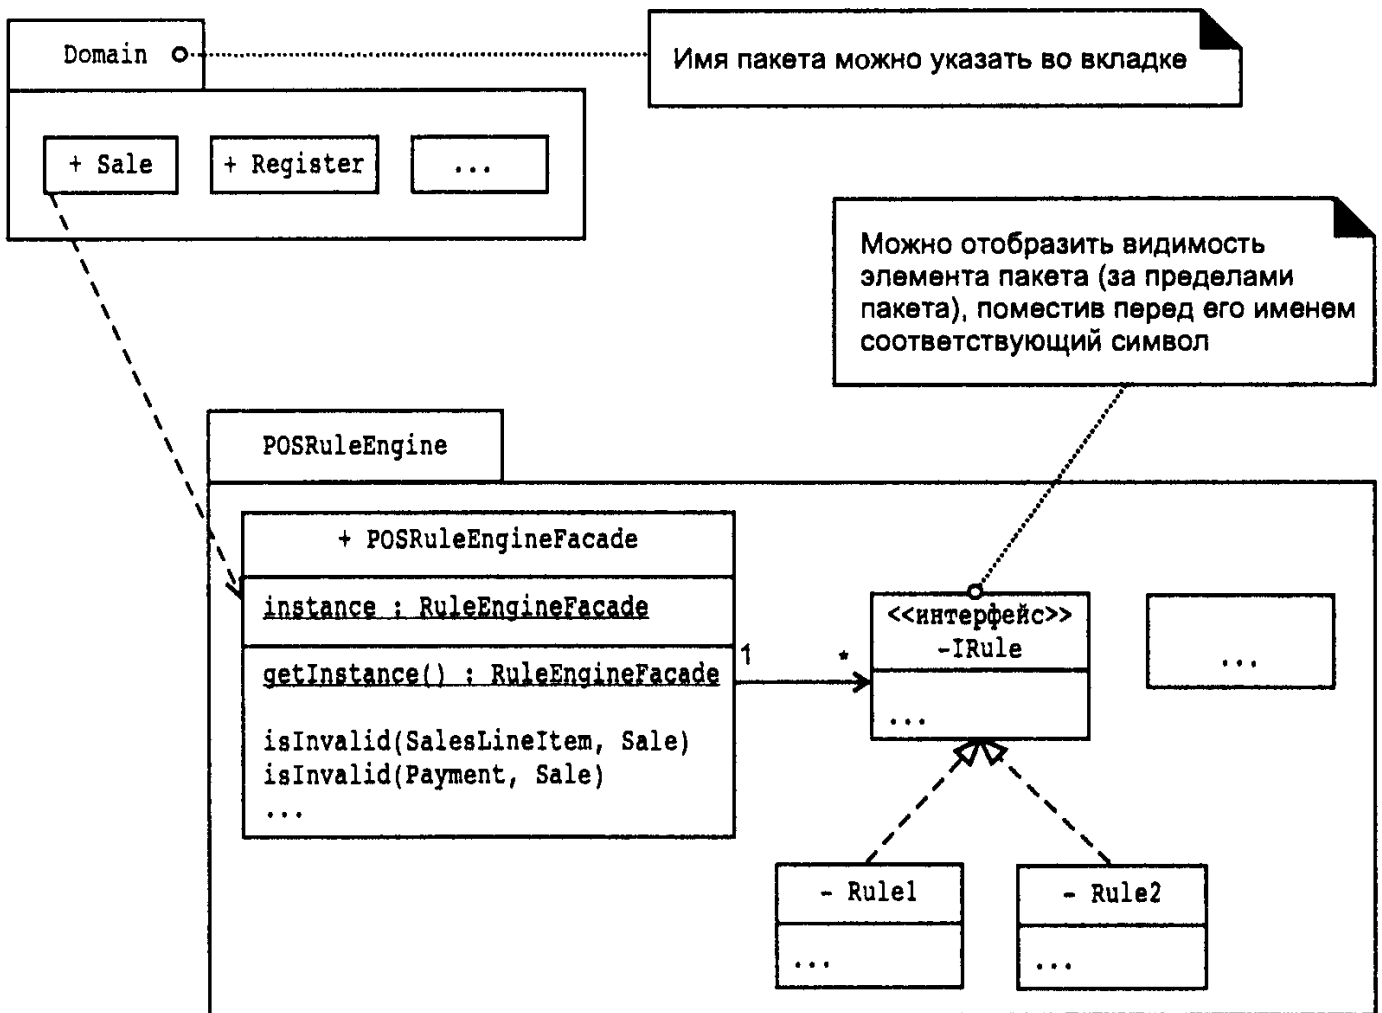 Domain
Имя пакета можно указать во вкладке
+ Sale
+ Register
...
Можно отобразить видимость
элемента пакета (за пределами
пакета), поместив перед его именем
соответствующий символ
POSRuleEngine
+ POSRuleEngineFacade
instance : RuleEngineFacade
getInstance() : RuleEngineFacade
isInvalid(SalesLineItem, Sale)
isInvalid(Payment, Sale)
...
1
*
<<интерфейс>>
-IRule
...
...
- Rule1
...
- Rule2
...